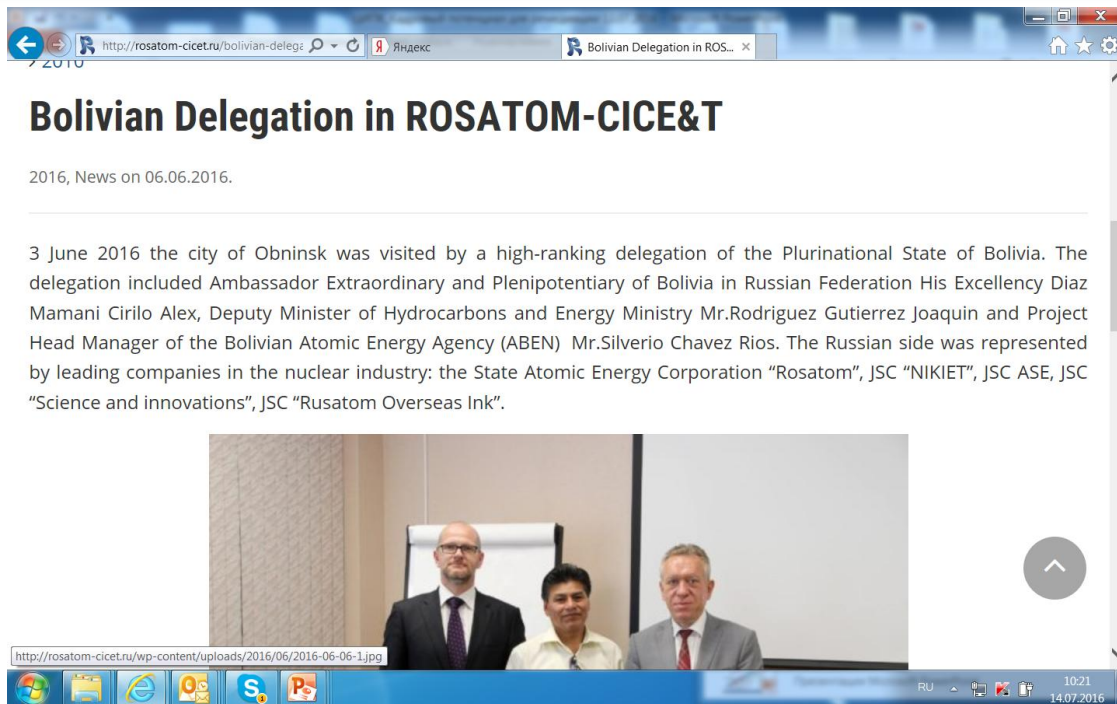 http://rosatom-cicet.ru/bolivian-delega
Яндекс
Bolivian Delegation in ROS...
> 2016
Bolivian Delegation in ROSATOM-CICE&T
2016, News on 06.06.2016.
3 June 2016 the city of Obninsk was visited by a high-ranking delegation of the Plurinational State of Bolivia. The
delegation included Ambassador Extraordinary and Plenipotentiary of Bolivia in Russian Federation His Excellency Diaz
Mamani Cirilo Alex, Deputy Minister of Hydrocarbons and Energy Ministry Mr.Rodriguez Gutierrez Joaquin and Project
Head Manager of the Bolivian Atomic Energy Agency (ABEN) Mr.Silverio Chavez Rios. The Russian side was represented
by leading companies in the nuclear industry: the State Atomic Energy Corporation “Rosatom”, JSC “NIKIET”, JSC ASE, JSC
“Science and innovations”, JSC “Rusatom Overseas Ink”.
http://rosatom-cicet.ru/wp-content/uploads/2016/06/2016-06-06-1.jpg
RU
10:21
14.07.2016